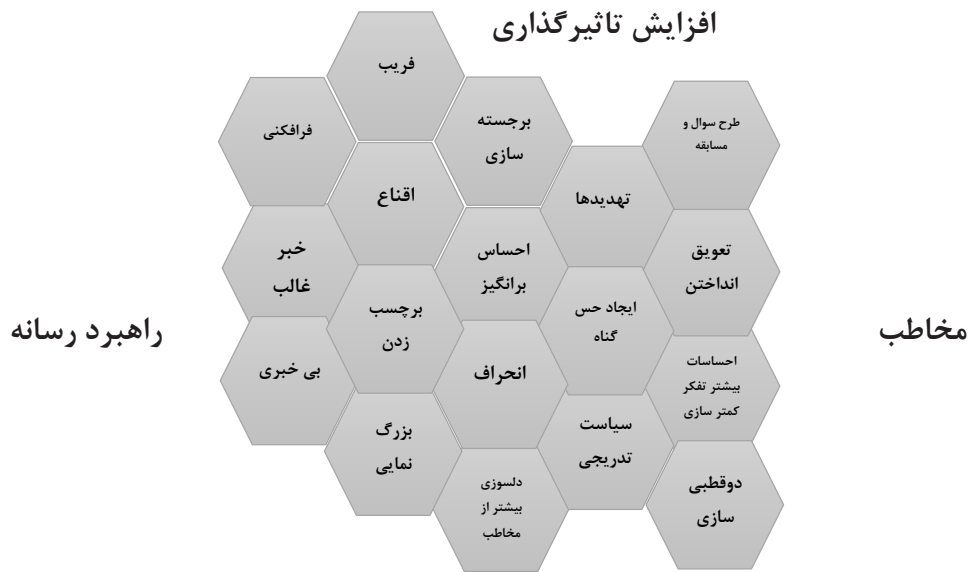 افزایش تاثیرگذاری
فریب
طرح سوال و
مسابقه
برجسته
سازی
فرافکنی
تهدیدها
اقناع
تعویق
انداختن
احساس
برانگیز
خبر
غالب
ایجاد حس
گناه
برچسب
زدن
مخاطب
راهبرد رسانه
احساسات
بیشتر تفکر
کمتر سازی
انحراف
بی خبری
سیاست
تدریجی
بزرگ
نمایی
دوقطبی
سازی
دلسوزی
بیشتر از
مخاطب